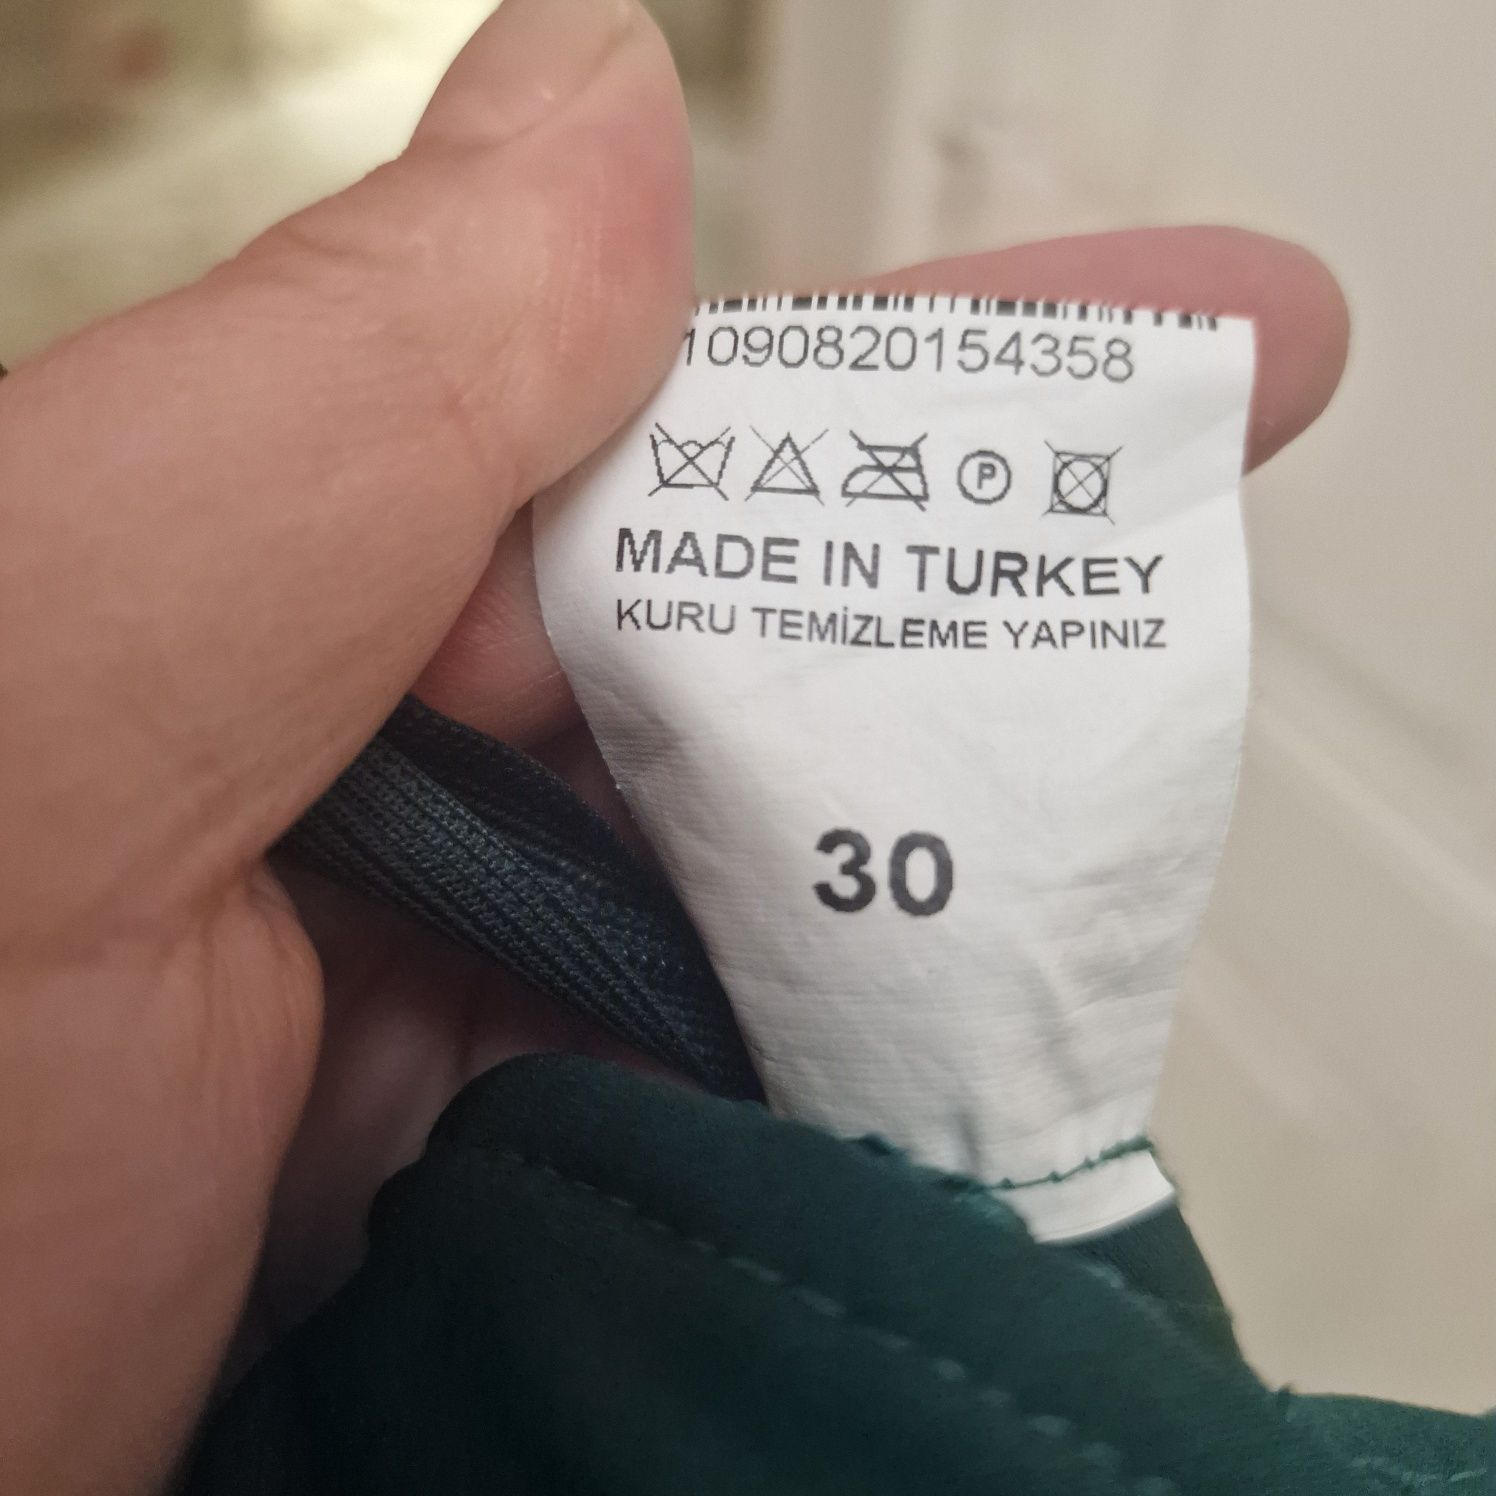 1090820154358
P
MADE IN TURKEY
KURU TEMİZLEME YAPINIZ
30